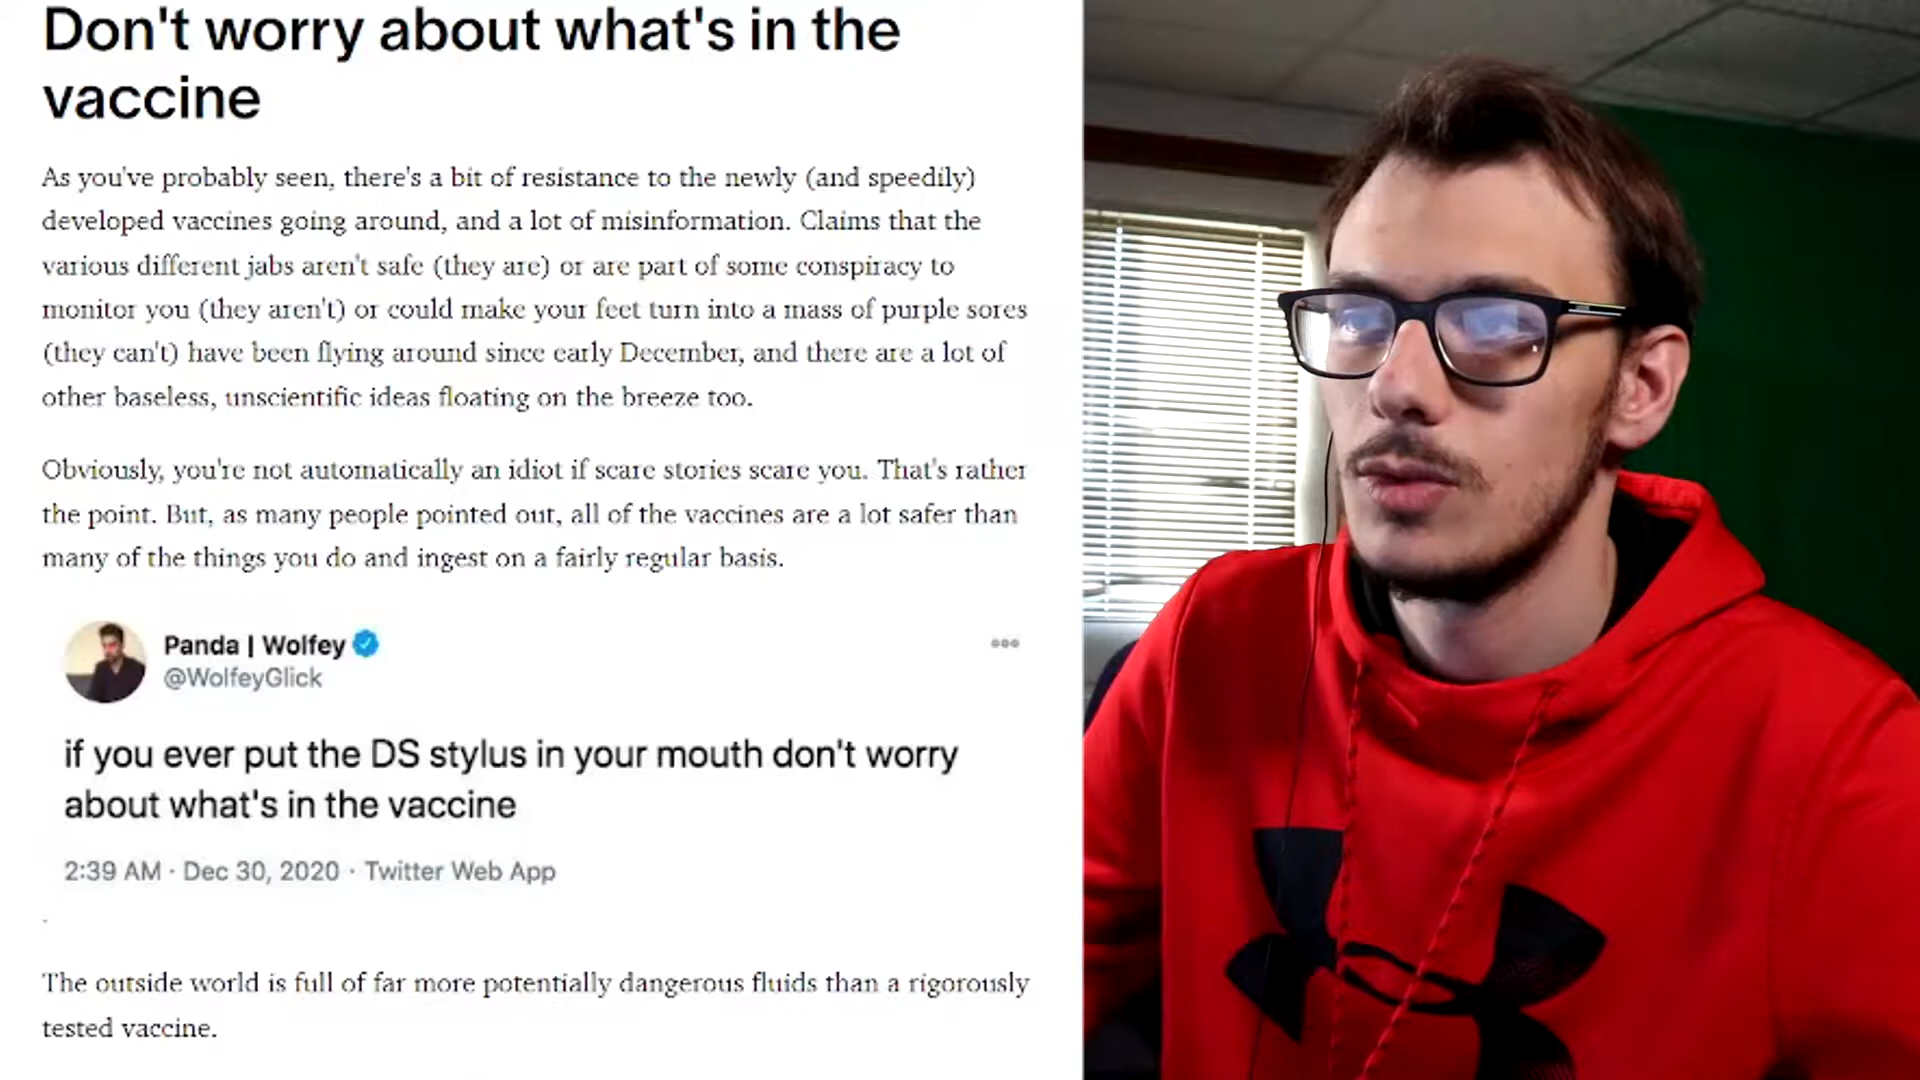 Don't worry about what's in the
vaccine
As you've probably seen, there's a bit of resistance to the newly (and speedily)
developed vaccines going around, and a lot of misinformation. Claims that the
various different jabs aren't safe (they are) or are part of some conspiracy to
monitor you (they aren't) or could make your feet turn into a mass of purple sores
(they can't) have been flying around since early December, and there are a lot of
other baseless, unscientific ideas floating on the breeze too.
Obviously, you're not automatically an idiot if scare stories scare you. That's rather
the point. But, as many people pointed out, all of the vaccines are a lot safer than
many of the things you do and ingest on a fairly regular basis.
Panda | Wolfey
@WolfeyGlick
if you ever put the DS stylus in your mouth don't worry
about what's in the vaccine
2:39 AM · Dec 30, 2020 · Twitter Web App
.
The outside world is full of far more potentially dangerous fluids than a rigorously
tested vaccine.